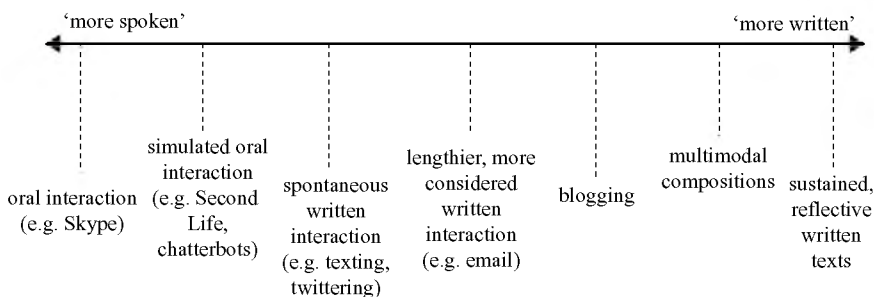 ‘more spoken’
‘more written’
oral interaction
(e.g. Skype)
simulated oral
interaction
(e.g. Second
Life,
chatterbots)
spontaneous
written
interaction
(e.g. texting,
twittering)
lengthier, more
considered
written
interaction
(e.g. email)
blogging
multimodal
compositions
sustained,
reflective
written
texts